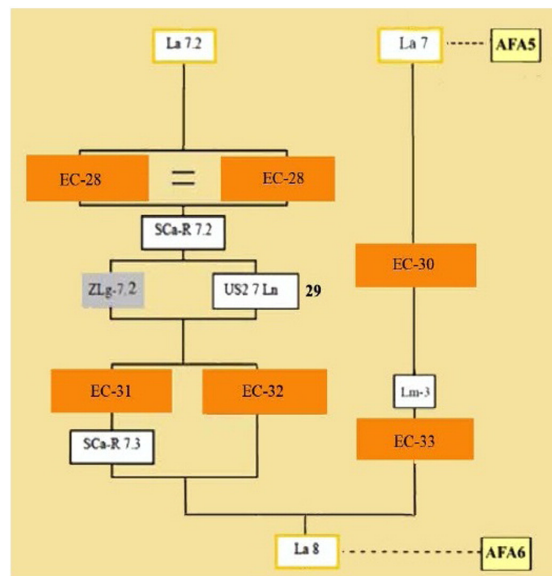 La 7.2
La 7
AFA5
EC-28
=
EC-28
SCa-R 7.2
EC-30
ZLg-7.2
US2 7 Ln
29
EC-31
EC-32
Lm-3
EC-33
SCa-R 7.3
La 8
AFA6